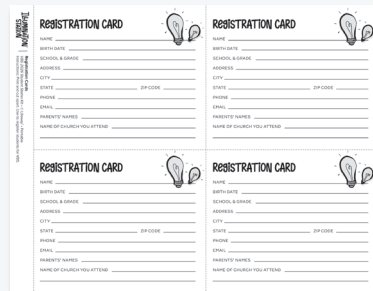 ILLUMINATION
STATION
Registration Cards
REGISTRATION CARD
NAME
BIRTH DATE
SCHOOL & GRADE
ADDRESS
CITY
STATE ZIP CODE
PHONE
EMAIL
PARENTS' NAMES
NAME OF CHURCH YOU ATTEND
REGISTRATION CARD
NAME
BIRTH DATE
SCHOOL & GRADE
ADDRESS
CITY
STATE ZIP CODE
PHONE
EMAIL
PARENTS' NAMES
NAME OF CHURCH YOU ATTEND
REGISTRATION CARD
NAME
BIRTH DATE
SCHOOL & GRADE
ADDRESS
CITY
STATE ZIP CODE
PHONE
EMAIL
PARENTS' NAMES
NAME OF CHURCH YOU ATTEND
REGISTRATION CARD
NAME
BIRTH DATE
SCHOOL & GRADE
ADDRESS
CITY
STATE ZIP CODE
PHONE
EMAIL
PARENTS' NAMES
NAME OF CHURCH YOU ATTEND